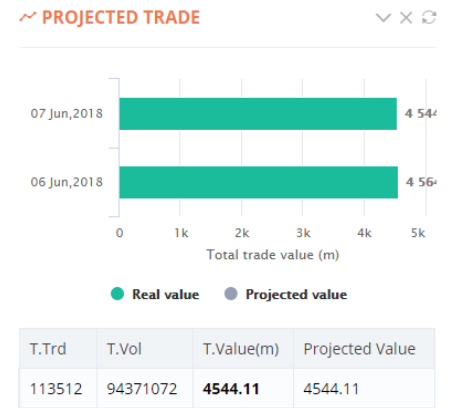 PROJECTED TRADE
07 Jun,2018 4 544
06 Jun,2018 4 564
0 1k 2k 3k 4k 5k
Total trade value (m)
Real value Projected value
T.Trd T.Vol T.Value(m) Projected Value
113512 94371072 4544.11 4544.11